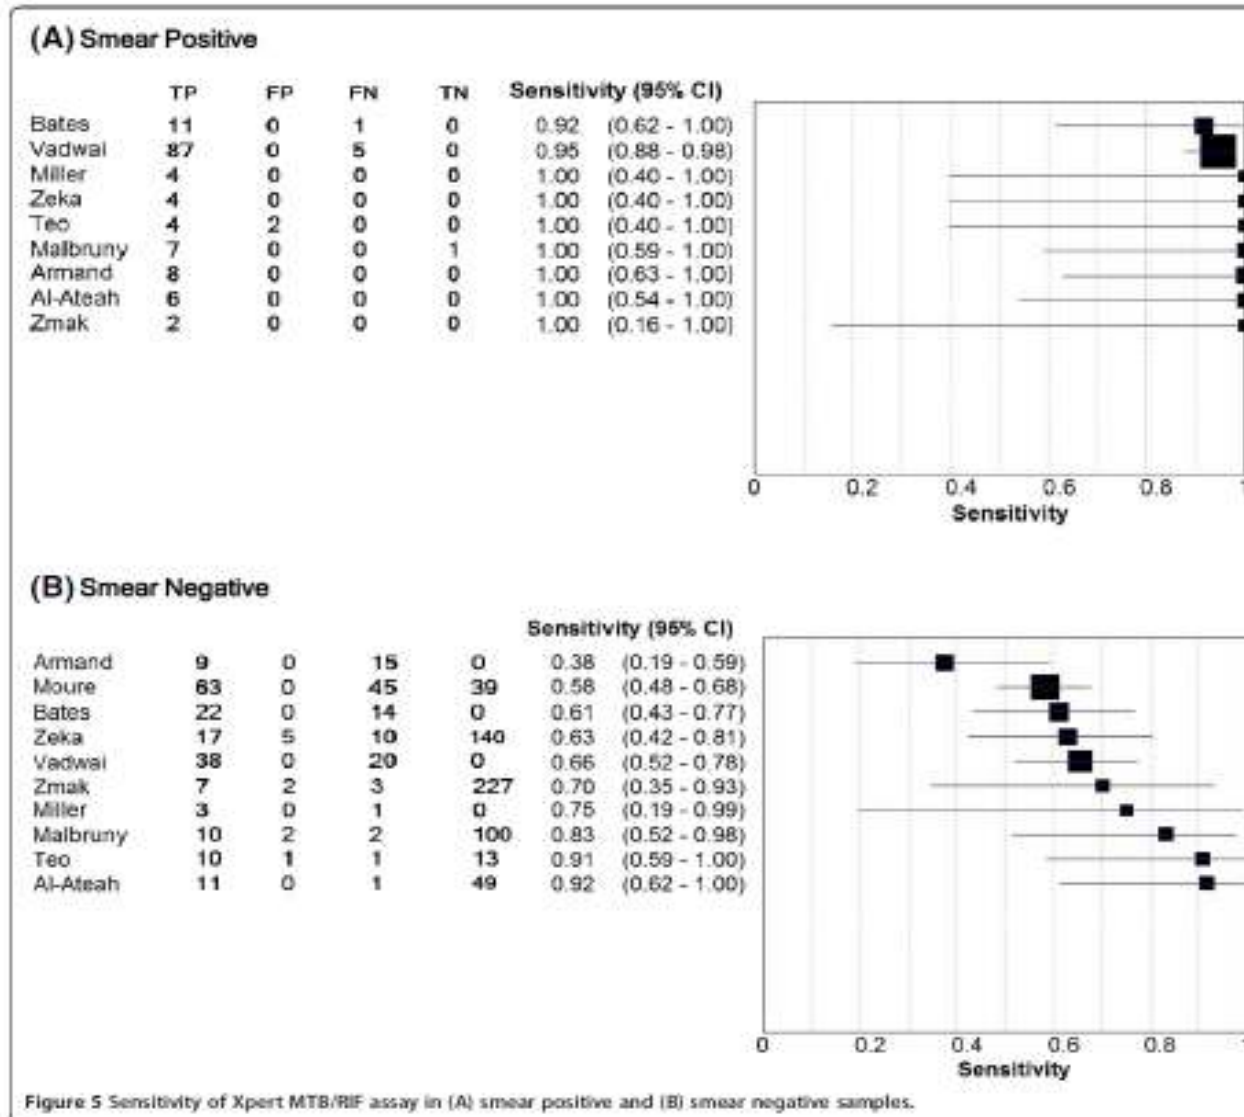 (A) Smear Positive
TP FP FN TN Sensitivity (95% CI)
Bates 11 0 1 0 0.92 (0.62 - 1.00)
Vadwai 87 0 5 0 0.95 (0.88 - 0.98)
Miller 4 0 0 0 1.00 (0.40 - 1.00)
Zeka 4 0 0 0 1.00 (0.40 - 1.00)
Teo 4 2 0 0 1.00 (0.40 - 1.00)
Malbruny 7 0 0 1 1.00 (0.59 - 1.00)
Armand 8 0 0 0 1.00 (0.63 - 1.00)
Al-Ateah 6 0 0 0 1.00 (0.54 - 1.00)
Zmak 2 0 0 0 1.00 (0.16 - 1.00)
0 0.2 0.4 0.6 0.8 1
Sensitivity
(B) Smear Negative
Sensitivity (95% CI)
Armand 9 0 15 0 0.38 (0.19 - 0.59)
Moure 63 0 45 39 0.58 (0.48 - 0.68)
Bates 22 0 14 0 0.61 (0.43 - 0.77)
Zeka 17 5 10 140 0.63 (0.42 - 0.81)
Vadwai 38 0 20 0 0.66 (0.52 - 0.78)
Zmak 7 2 3 227 0.70 (0.35 - 0.93)
Miller 3 0 1 0 0.75 (0.19 - 0.99)
Malbruny 10 2 2 100 0.83 (0.52 - 0.98)
Teo 10 1 1 13 0.91 (0.59 - 1.00)
Al-Ateah 11 0 1 49 0.92 (0.62 - 1.00)
0 0.2 0.4 0.6 0.8 1
Sensitivity
Figure 5 Sensitivity of Xpert MTB/RIF assay in (A) smear positive and (B) smear negative samples.